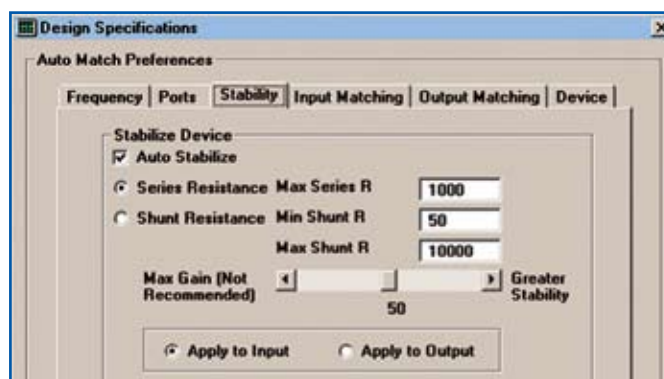 Design Specifications
Auto Match Preferences
Frequency Ports Stability Input Matching Output Matching Device
Stabilize Device
Auto Stabilize
Series Resistance Max Series R 1000
Shunt Resistance Min Shunt R 50
Max Shunt R 10000
Max Gain (Not Greater
Recommended) Stability
50
Apply to Input Apply to Output